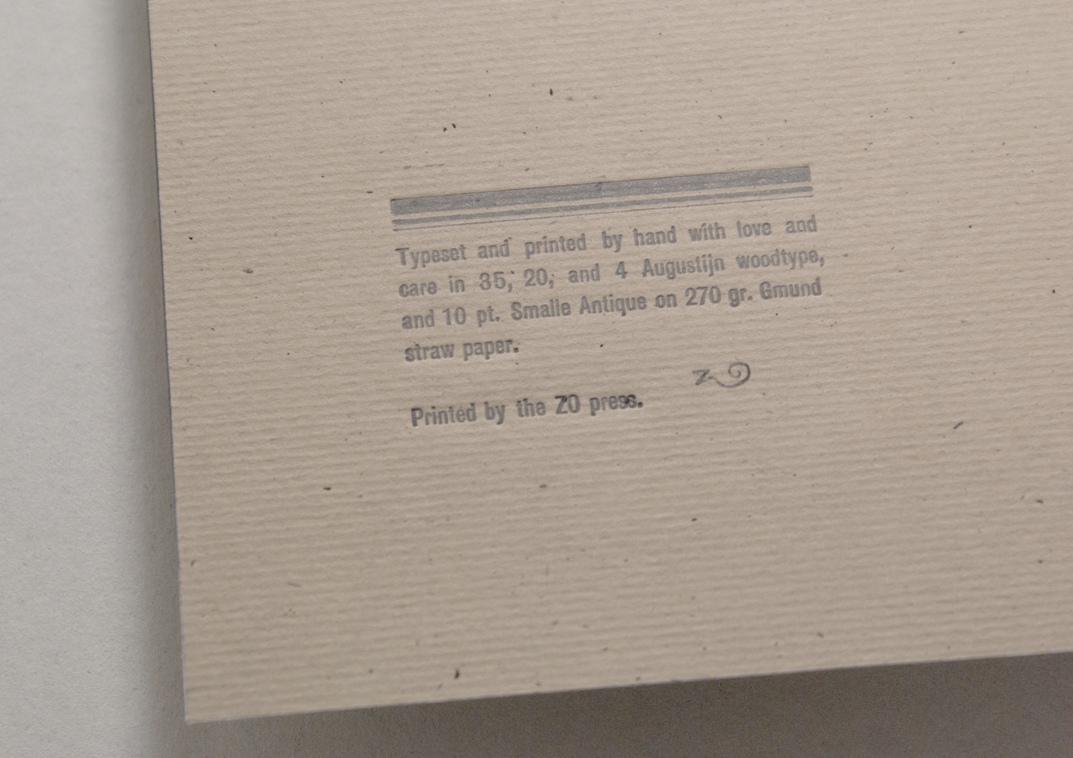 Typeset and printed by hand with love and
care in 35, 20, and 4 Augustijn woodtype,
and 10 pt. Smalle Antique on 270 gr. Gmund
straw paper.
Printed by the ZO press.